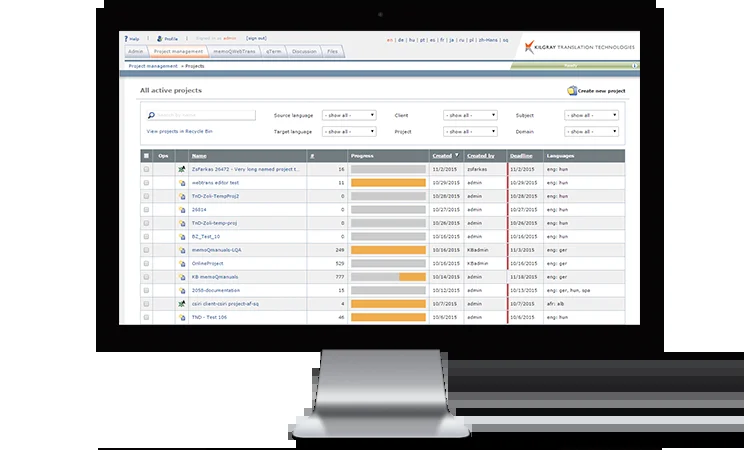 Help Profile Signed in as admin [sign out]
en | de | hu | pt | es | fr | ja | ru | pl | zh-Hans | sq
Admin Project management memoQWebTrans qTerm Discussion Files
KILGRAY TRANSLATION TECHNOLOGIES
Project management » Projects
All active projects
Create new project
Source language - show all - Client - show all - Subject - show all -
View projects in Recycle Bin Target language - show all - Project - show all - Domain - show all -
Ops Name # Progress Created Created by Deadline Languages
Zsfarkas 26472 - Very long named project t... 16 11/2/2015 zsfarkas 11/2/2015 eng: hun
webtrans editor test 11 10/29/2015 admin 10/29/2015 eng: hun
TnD-Zoli-TempProj2 0 10/28/2015 admin 10/28/2015 eng: hun
26814 0 10/27/2015 admin 10/27/2015 eng: hun
TnD-Zoli-temp-proj 0 10/26/2015 admin 10/26/2015 eng: hun
BZ_Test_10 0 10/16/2015 admin 10/16/2015 eng: hun
memoQmanuals-LQA 249 10/16/2015 KBadmin 11/3/2015 eng: ger
OnlineProject 529 10/16/2015 KBadmin 10/16/2015 eng: ger
KB memoQmanuals 777 10/14/2015 admin 11/18/2015 eng: ger
2050-documentation 15 10/12/2015 admin 10/13/2015 eng: ger, hun, spa
csiri client-csiri project-af-sq 4 10/7/2015 admin 10/7/2015 afr: alb
TND - Test 106 46 10/6/2015 admin 10/6/2015 eng: hun